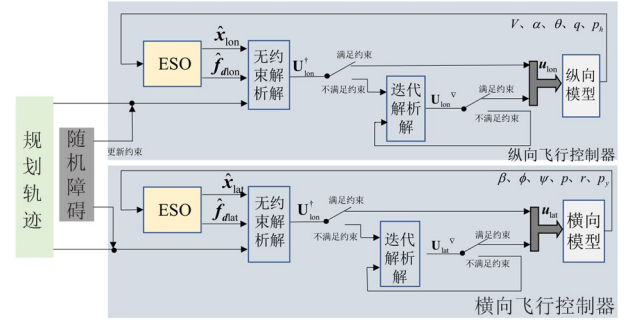 V、α、θ、q、p_h
x̂_lon
ESO
f̂_dlon
无约
束解
析解
U†_lon
满足约束
不满足约束
迭代
解析
解
U_lon^∇
满足约束
不满足约束
u_lon
纵向
模型
纵向飞行控制器
规划轨迹
随机障碍
更新约束
β、ϕ、ψ、p、r、p_y
x̂_lat
ESO
f̂_dlat
无约
束解
析解
U†_lon
满足约束
不满足约束
迭代
解析
解
U_lat^∇
满足约束
不满足约束
u_lat
横向
模型
横向飞行控制器